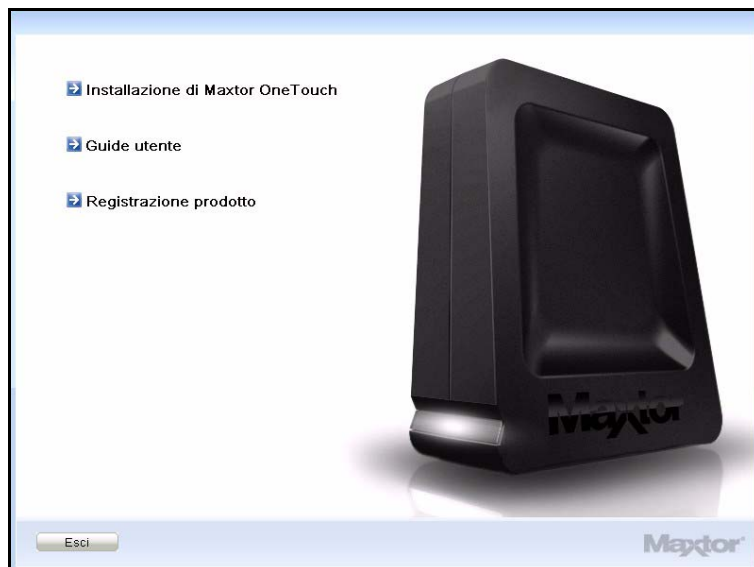 Installazione di Maxtor OneTouch
Guide utente
Registrazione prodotto
Maxtor
Esci
Maxtor